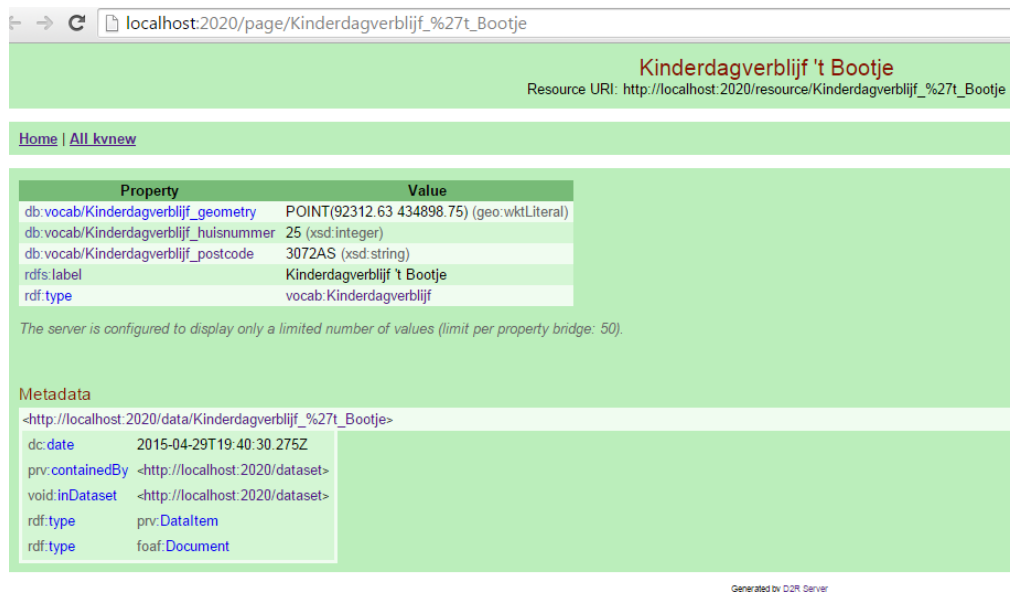 localhost:2020/page/Kinderdagverblijf_%27t_Bootje
Kinderdagverblijf 't Bootje
Resource URI: http://localhost:2020/resource/Kinderdagverblijf_%27t_Bootje
Home | All kvnew
Property Value
db:vocab/Kinderdagverblijf_geometry POINT(92312.63 434898.75) (geo:wktLiteral)
db:vocab/Kinderdagverblijf_huisnummer 25 (xsd:integer)
db:vocab/Kinderdagverblijf_postcode 3072AS (xsd:string)
rdfs:label Kinderdagverblijf 't Bootje
rdf:type vocab:Kinderdagverblijf
The server is configured to display only a limited number of values (limit per property bridge: 50).
Metadata
<http://localhost:2020/data/Kinderdagverblijf_%27t_Bootje>
dc:date 2015-04-29T19:40:30.275Z
prv:containedBy <http://localhost:2020/dataset>
void:inDataset <http://localhost:2020/dataset>
rdf:type prv:DataItem
rdf:type foaf:Document
Generated by D2R Server